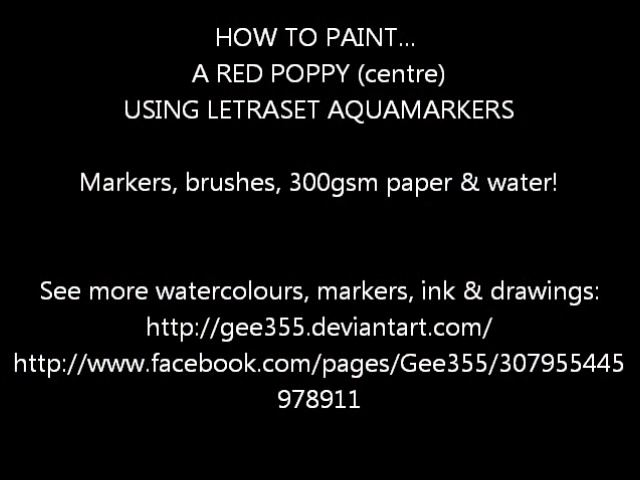 HOW TO PAINT...
A RED POPPY (centre)
USING LETRASET AQUAMARKERS
Markers, brushes, 300gsm paper & water!
See more watercolours, markers, ink & drawings:
http://gee355.deviantart.com/
http://www.facebook.com/pages/Gee355/307955445
978911